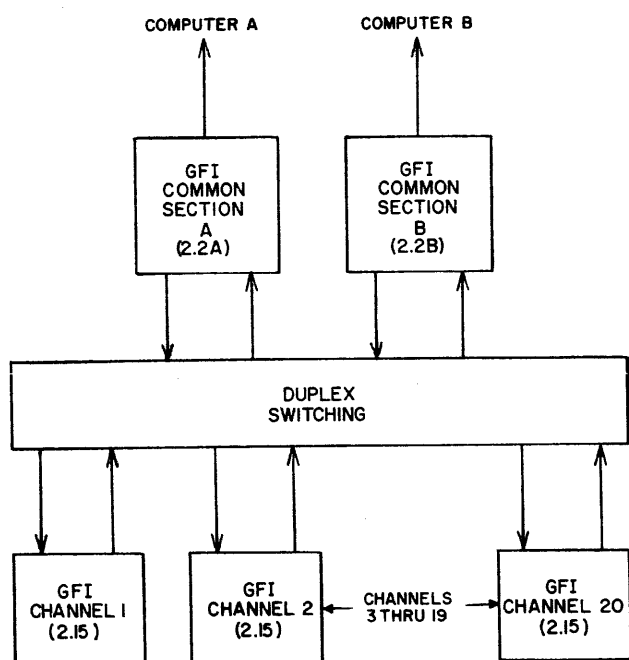 COMPUTER A
COMPUTER B
GFI
COMMON
SECTION
A
(2.2A)
GFI
COMMON
SECTION
B
(2.2B)
DUPLEX
SWITCHING
GFI
CHANNEL 1
(2.15)
GFI
CHANNEL 2
(2.15)
CHANNELS
3 THRU 19
GFI
CHANNEL 20
(2.15)